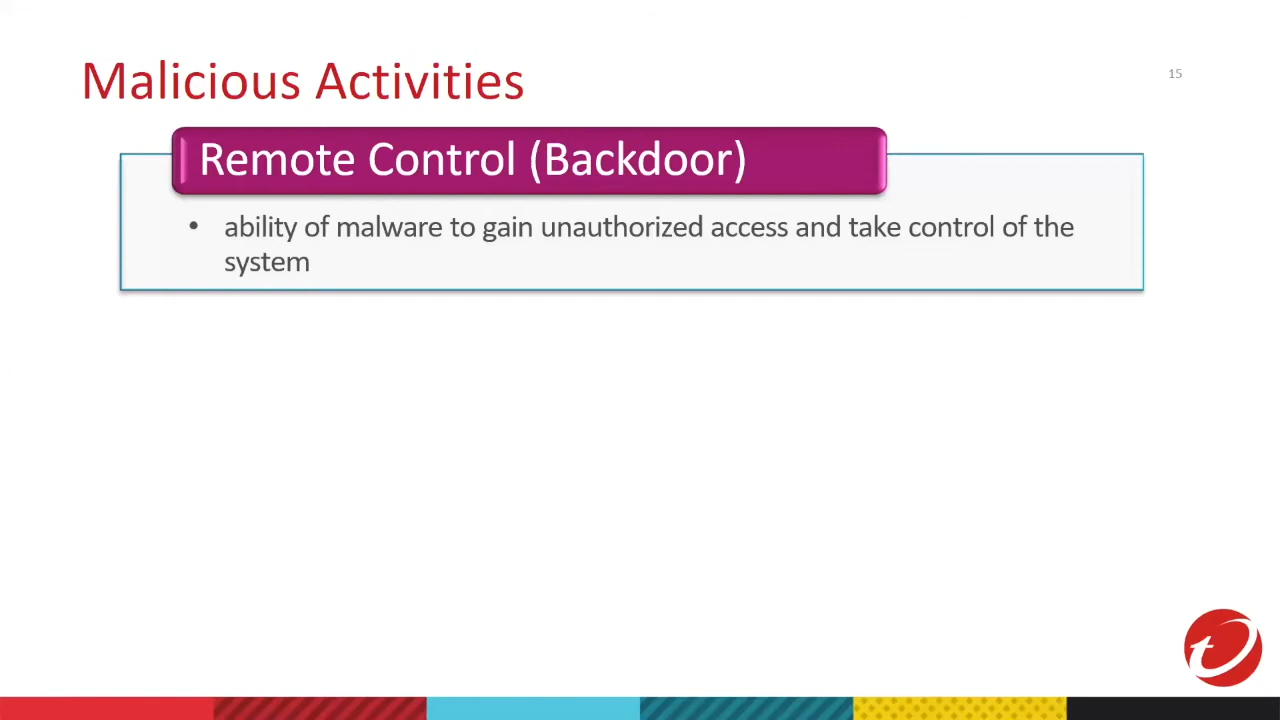 Malicious Activities
15
Remote Control (Backdoor)
• ability of malware to gain unauthorized access and take control of the
system